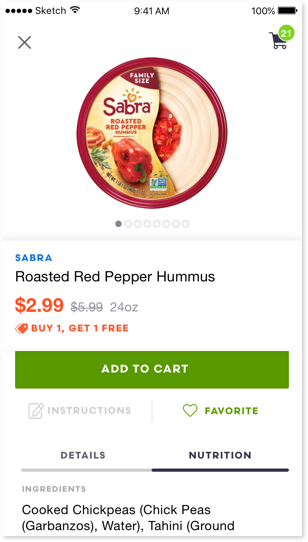 Sketch 9:41 AM 100%
21
FAMILY
SIZE
Sabra
ROASTED
RED PEPPER
HUMMUS
SABRA
Roasted Red Pepper Hummus
$2.99 $5.99 24oz
BUY 1, GET 1 FREE
ADD TO CART
INSTRUCTIONS FAVORITE
DETAILS NUTRITION
INGREDIENTS
Cooked Chickpeas (Chick Peas
(Garbanzos), Water), Tahini (Ground